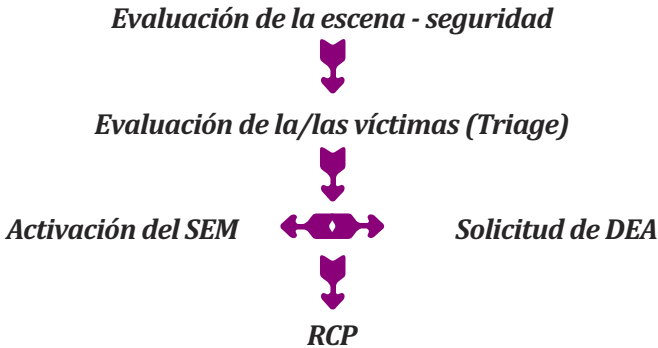 Evaluación de la escena - seguridad
Evaluación de la/las víctimas (Triage)
Activación del SEM
Solicitud de DEA
RCP